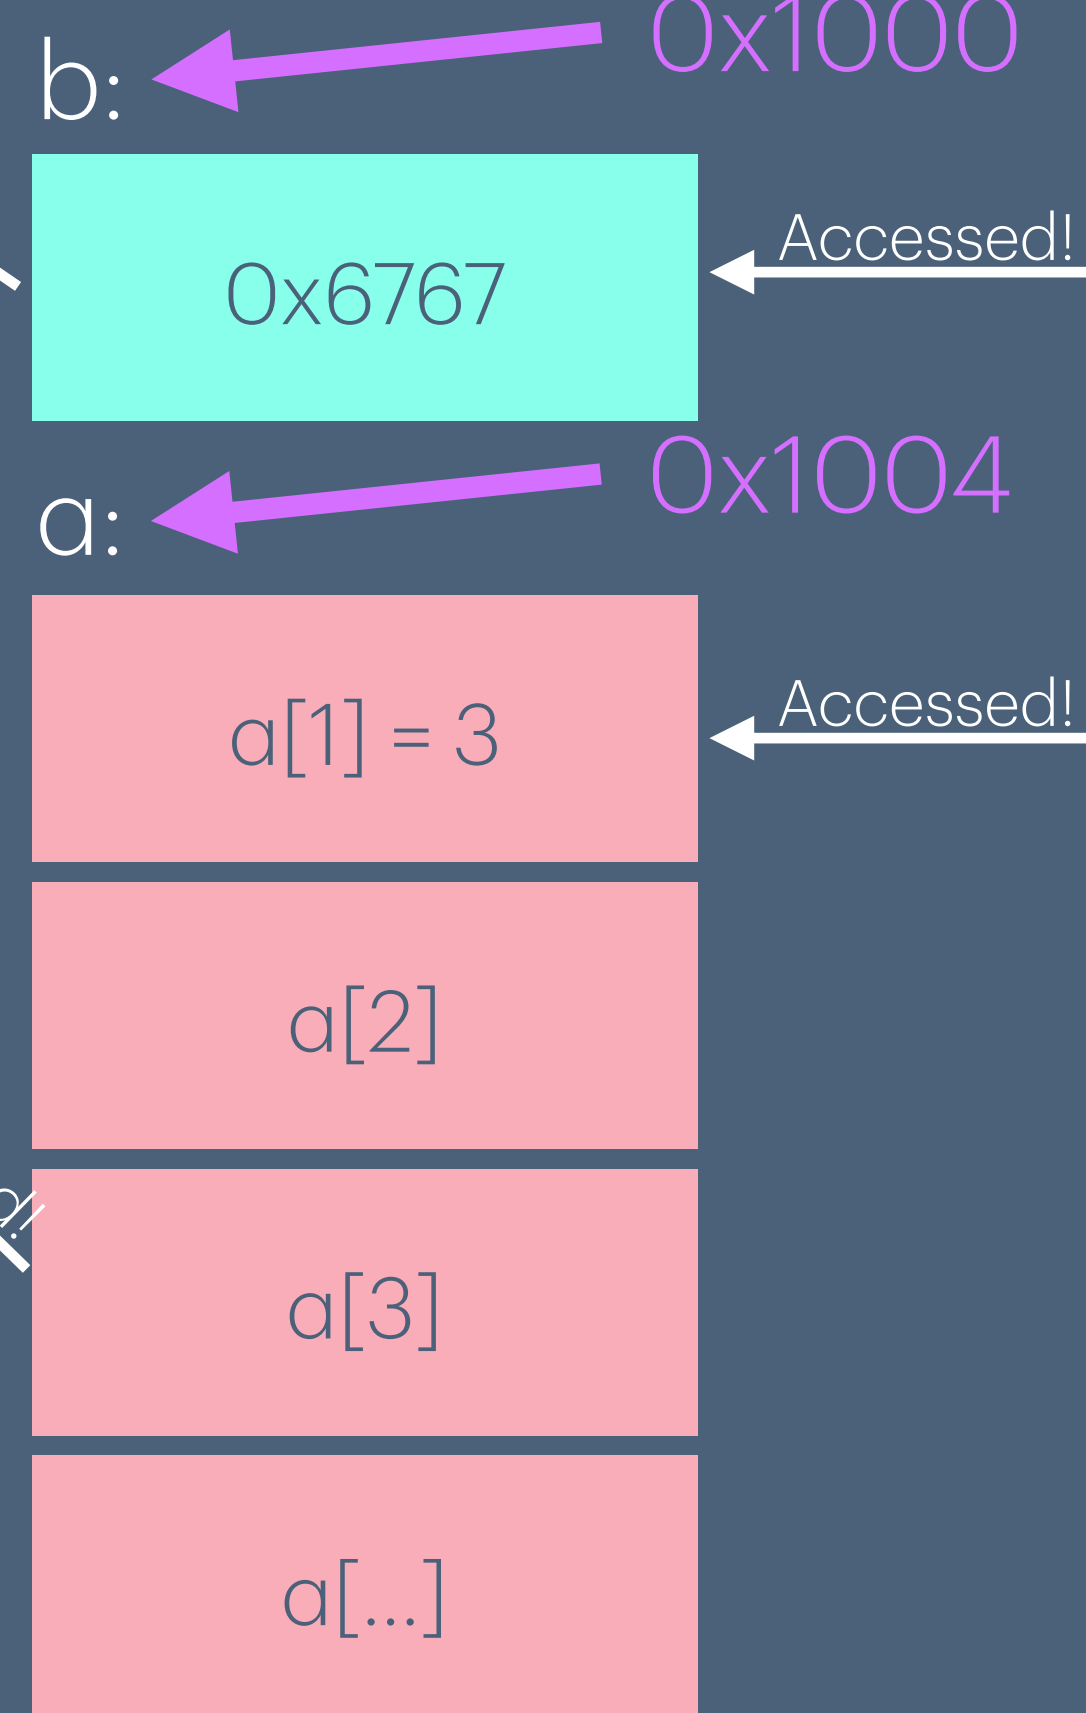 0x1000
b:
Accessed!
0x6767
0x1004
a:
Accessed!
a[1] = 3
a[2]
a[3]
a[...]